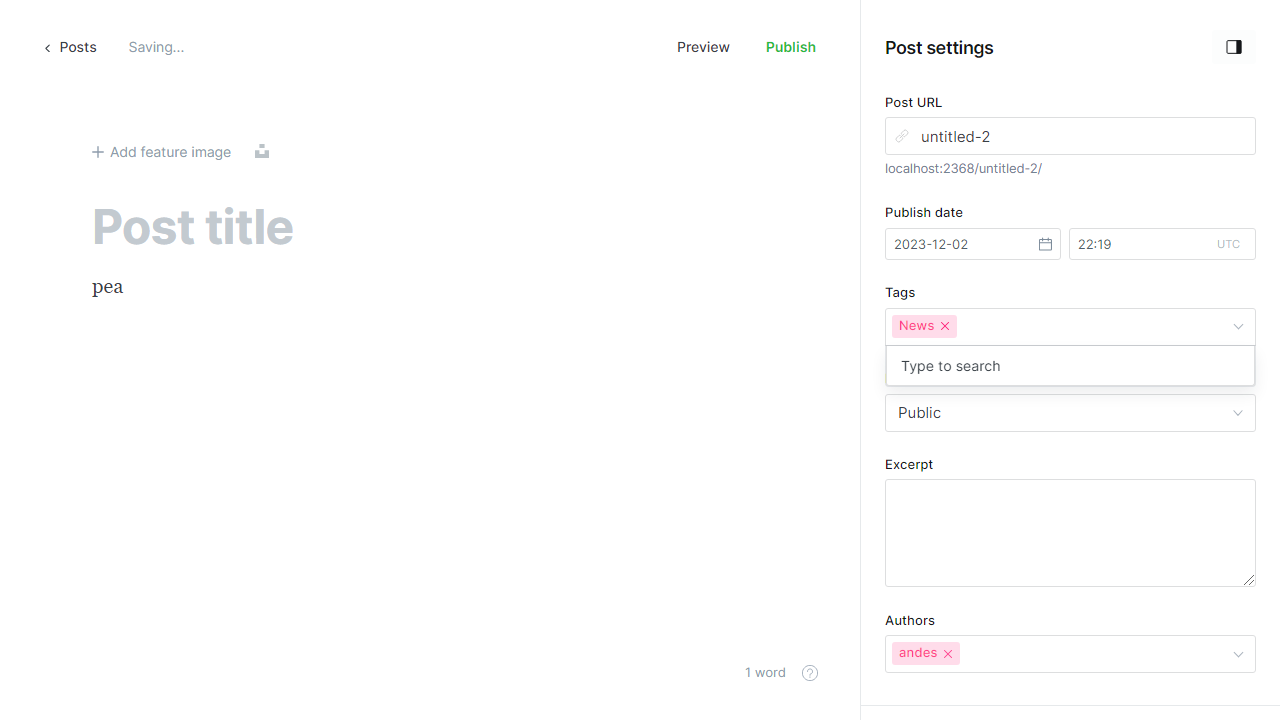 Posts Saving... Preview Publish
Add feature image
Post title
pea
1 word ?
Post settings
Post URL
untitled-2
localhost:2368/untitled-2/
Publish date
2023-12-02 22:19 UTC
Tags
News
Type to search
Public
Excerpt
Authors
andes